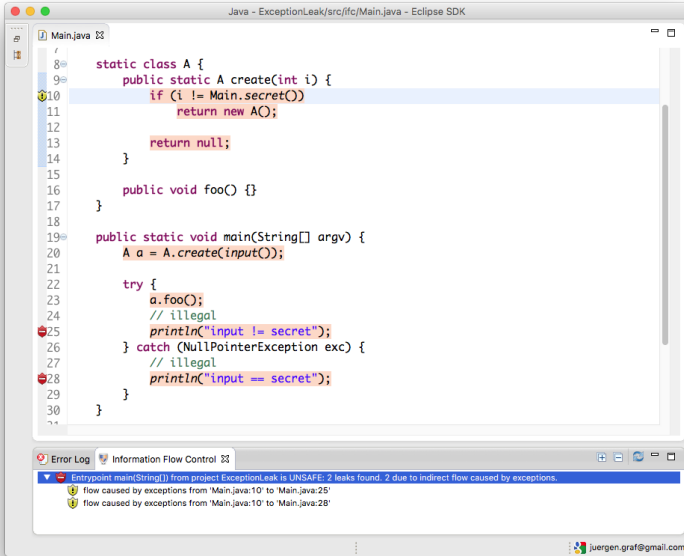 Java - ExceptionLeak/src/ifc/Main.java - Eclipse SDK
Main.java
8 static class A {
9 public static A create(int i) {
10 if (i != Main.secret())
11 return new A();
12
13 return null;
14 }
15
16 public void foo() {}
17 }
18
19 public static void main(String[] argv) {
20 A a = A.create(input());
21
22 try {
23 a.foo();
24 // illegal
25 println("input != secret");
26 } catch (NullPointerException exc) {
27 // illegal
28 println("input == secret");
29 }
30 }
Error Log Information Flow Control
Entrypoint main(String[]) from project ExceptionLeak is UNSAFE: 2 leaks found. 2 due to indirect flow caused by exceptions.
flow caused by exceptions from 'Main.java:10' to 'Main.java:25'
flow caused by exceptions from 'Main.java:10' to 'Main.java:28'
juergen.graf@gmail.com